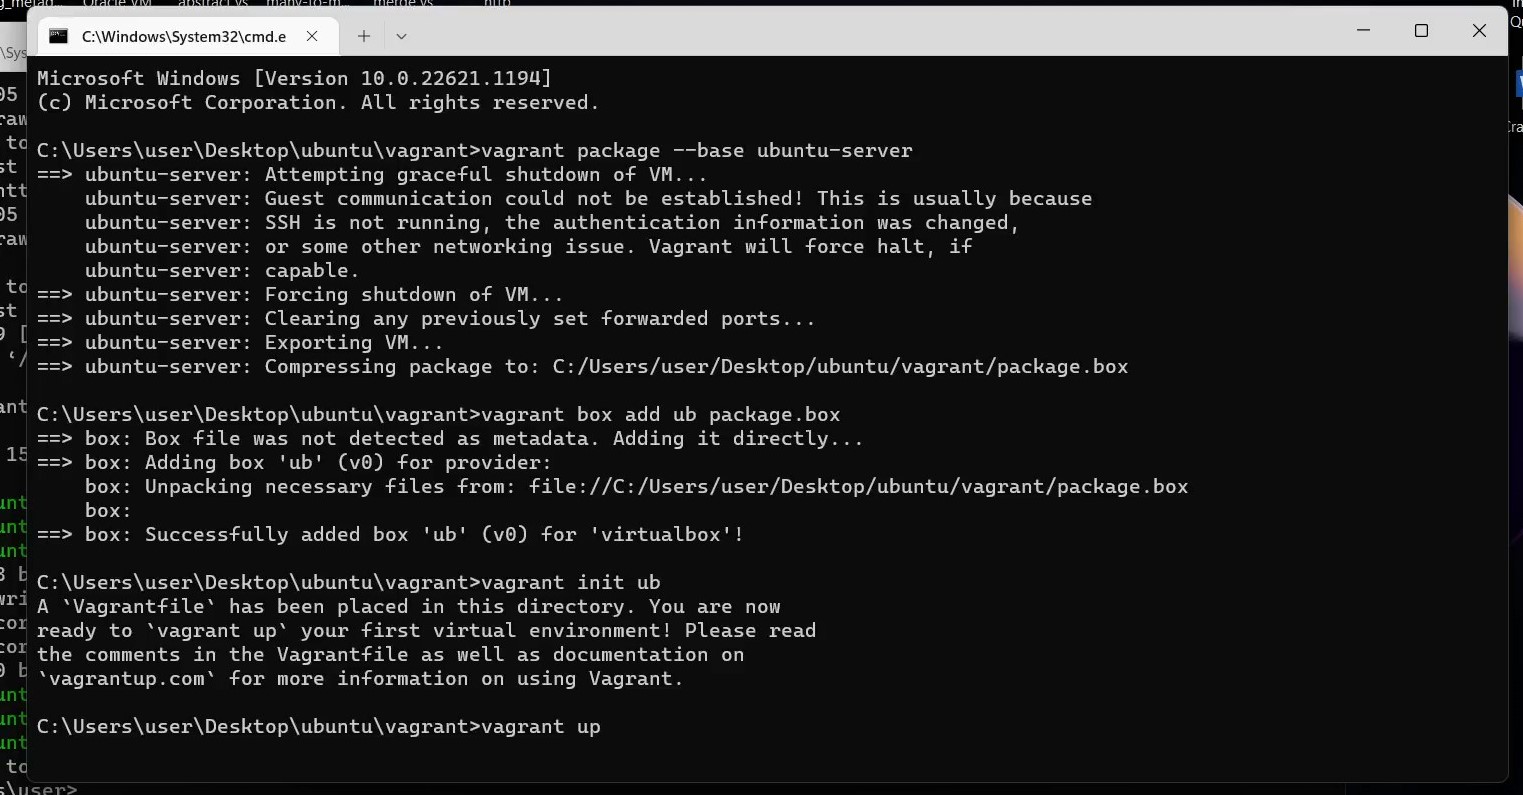 C:\Windows\System32\cmd.e
Microsoft Windows [Version 10.0.22621.1194]
(c) Microsoft Corporation. All rights reserved.
C:\Users\user\Desktop\ubuntu\vagrant>vagrant package --base ubuntu-server
==> ubuntu-server: Attempting graceful shutdown of VM...
ubuntu-server: Guest communication could not be established! This is usually because
ubuntu-server: SSH is not running, the authentication information was changed,
ubuntu-server: or some other networking issue. Vagrant will force halt, if
ubuntu-server: capable.
==> ubuntu-server: Forcing shutdown of VM...
==> ubuntu-server: Clearing any previously set forwarded ports...
==> ubuntu-server: Exporting VM...
==> ubuntu-server: Compressing package to: C:/Users/user/Desktop/ubuntu/vagrant/package.box
C:\Users\user\Desktop\ubuntu\vagrant>vagrant box add ub package.box
==> box: Box file was not detected as metadata. Adding it directly...
==> box: Adding box 'ub' (v0) for provider:
box: Unpacking necessary files from: file://C:/Users/user/Desktop/ubuntu/vagrant/package.box
box:
==> box: Successfully added box 'ub' (v0) for 'virtualbox'!
C:\Users\user\Desktop\ubuntu\vagrant>vagrant init ub
A `Vagrantfile` has been placed in this directory. You are now
ready to `vagrant up` your first virtual environment! Please read
the comments in the Vagrantfile as well as documentation on
`vagrantup.com` for more information on using Vagrant.
C:\Users\user\Desktop\ubuntu\vagrant>vagrant up